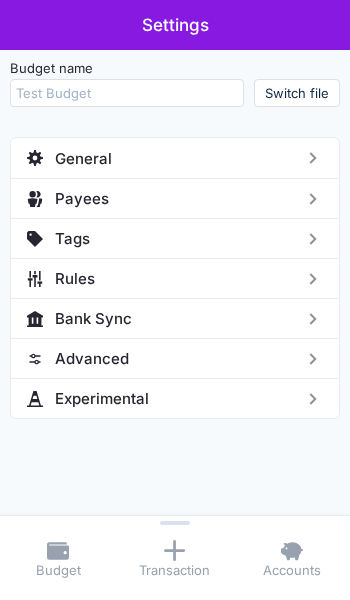 Settings
Budget name
Test Budget
Switch file
General
Payees
Tags
Rules
Bank Sync
Advanced
Experimental
Budget
Transaction
Accounts